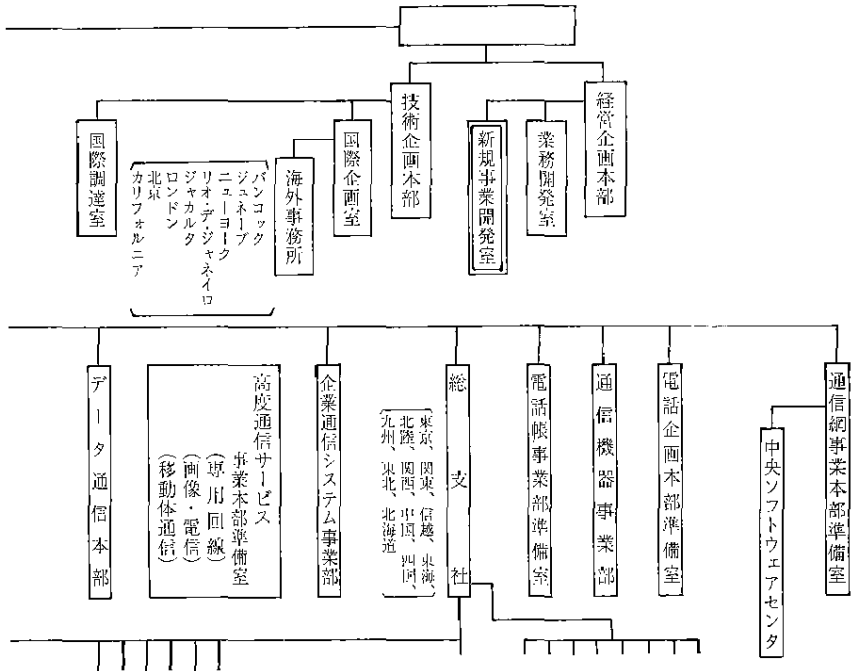 経営企画本部
業務開発室
新規事業開発室
技術企画本部
国際企画室
海外事務所
バンコック
ジュネーブ
ニューヨーク
リオ・デ・ジャネイロ
ジャカルタ
ロンドン
北京
カリフォルニア
国際調達室
通信網事業本部準備室
中央ソフトウェアセンタ
電話企画本部準備室
通信機器事業部
電話帳事業部準備室
総支社
東京、関東、信越、東海、
北陸、関西、中国、四国、
九州、東北、北海道
企業通信システム事業部
高度通信サービス
事業本部準備室
(専用回線)
(画像・電信)
(移動体通信)
データ通信本部